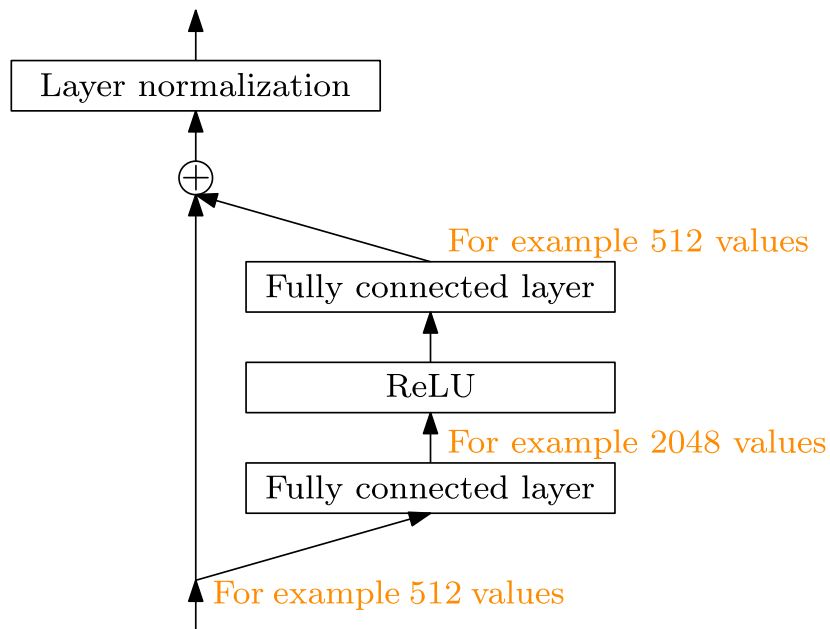 Layer normalization
For example 512 values
Fully connected layer
ReLU
For example 2048 values
Fully connected layer
For example 512 values